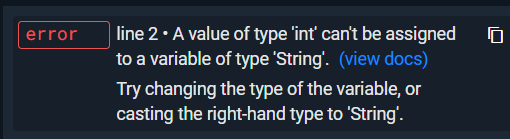 error line 2 • A value of type 'int' can't be assigned
to a variable of type 'String'. (view docs)
Try changing the type of the variable, or
casting the right-hand type to 'String'.